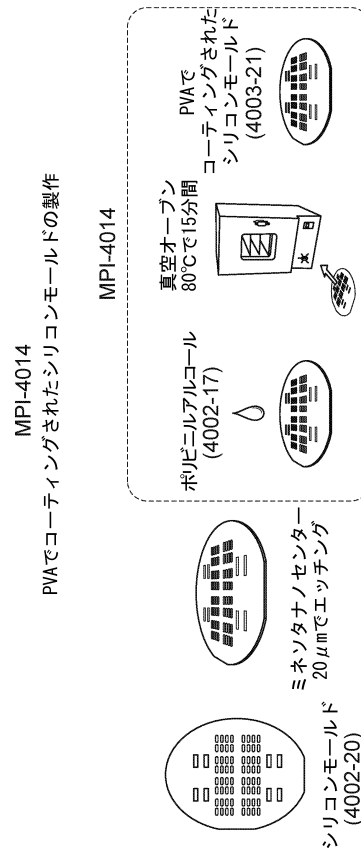 MPI-4014
PVAでコーティングされたシリコンモールドの製作
MPI-4014
シリコンモールド
(4002-20)
ミネソタナノセンター
20μmでエッチング
ポリビニルアルコール
(4002-17)
真空オーブン
80℃で15分間
PVAで
コーティングされた
シリコンモールド
(4003-21)